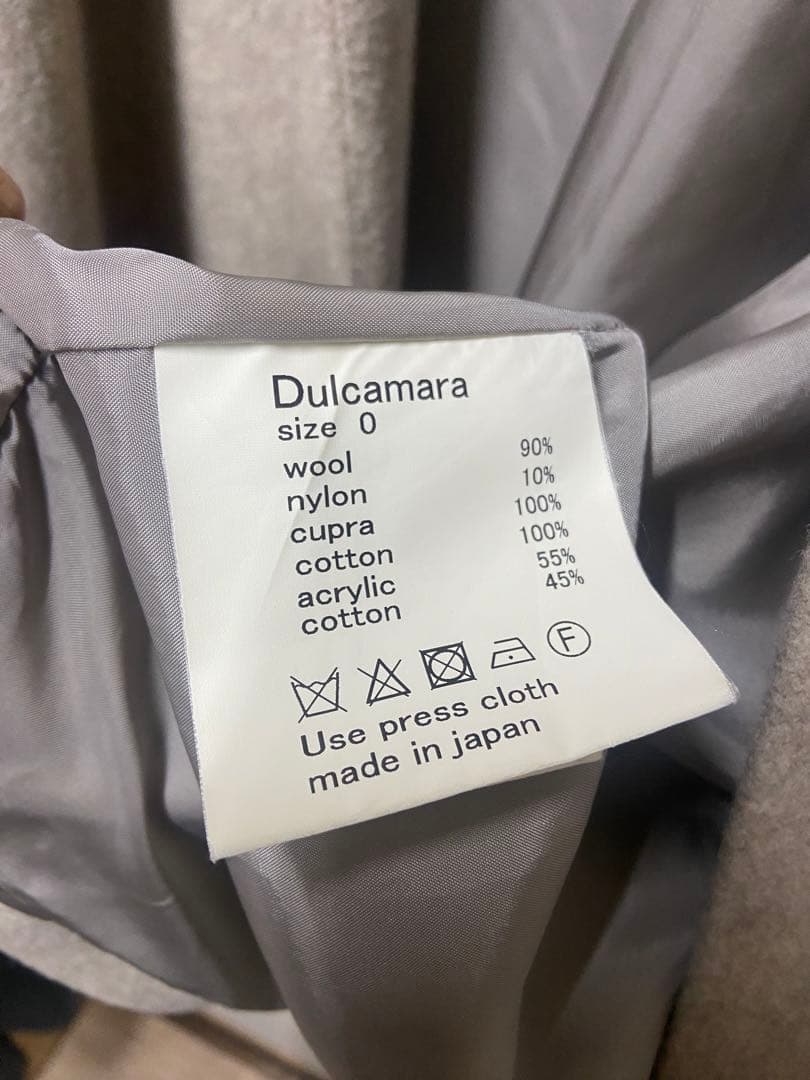 Dulcamara
size 0
wool 90%
nylon 10%
cupra 100%
cotton 100%
acrylic 55%
cotton 45%
F
Use press cloth
made in japan